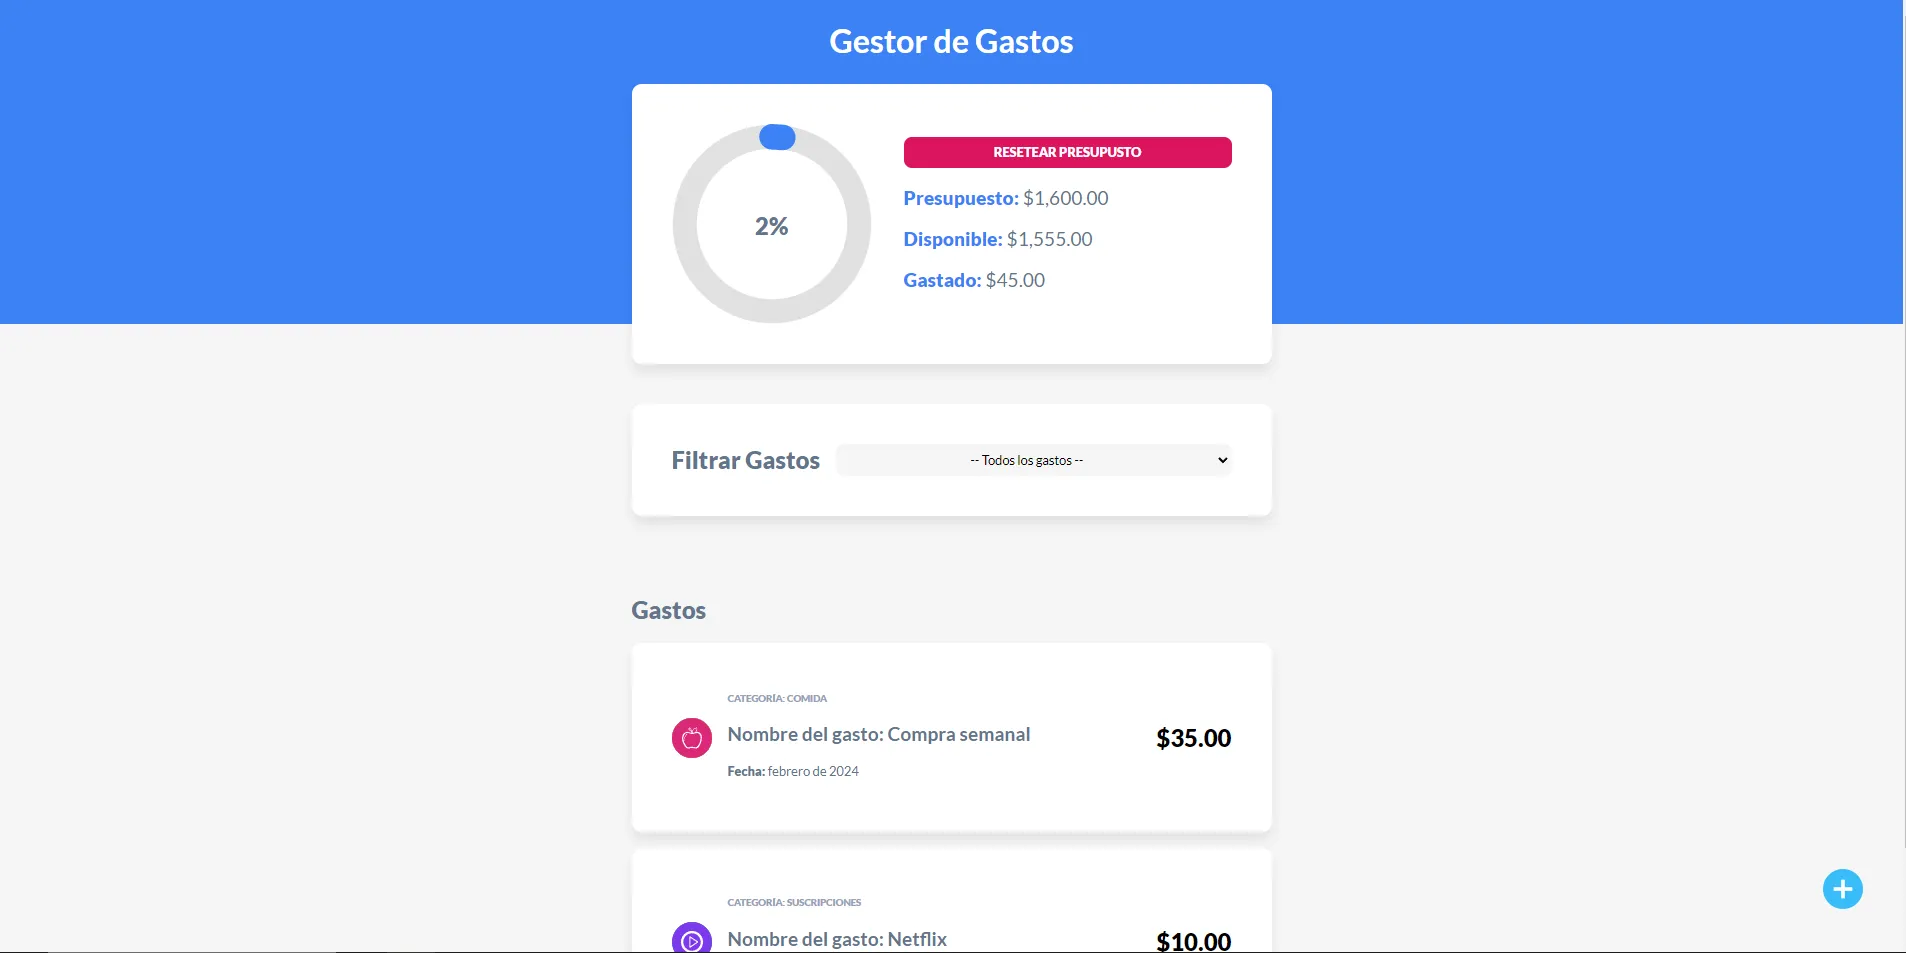 Gestor de Gastos
2%
RESETEAR PRESUPUSTO
Presupuesto: $1,600.00
Disponible: $1,555.00
Gastado: $45.00
Filtrar Gastos
-- Todos los gastos --
Gastos
CATEGORÍA: COMIDA
Nombre del gasto: Compra semanal
$35.00
Fecha: febrero de 2024
CATEGORÍA: SUSCRIPCIONES
Nombre del gasto: Netflix
$10.00